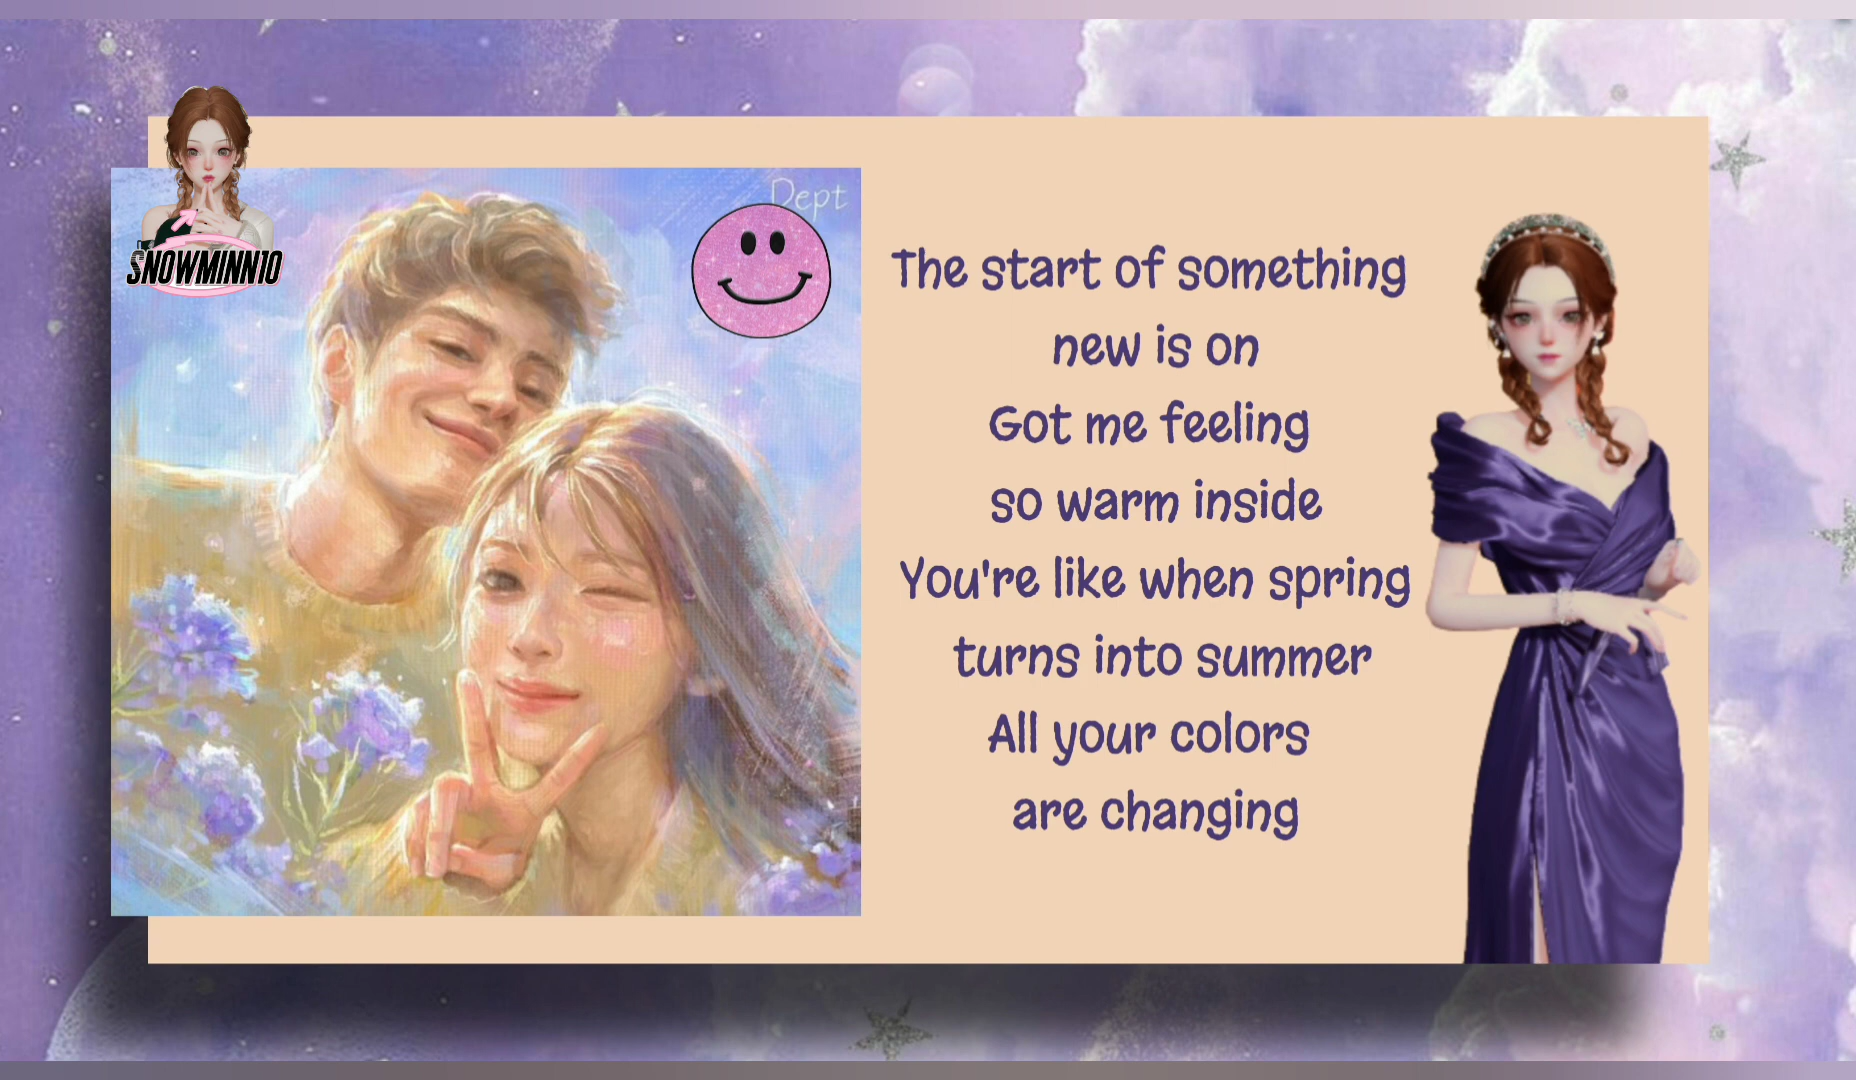 SNOWMINN10
Dept
The start of something
new is on
Got me feeling
so warm inside
You're like when spring
turns into summer
All your colors
are changing